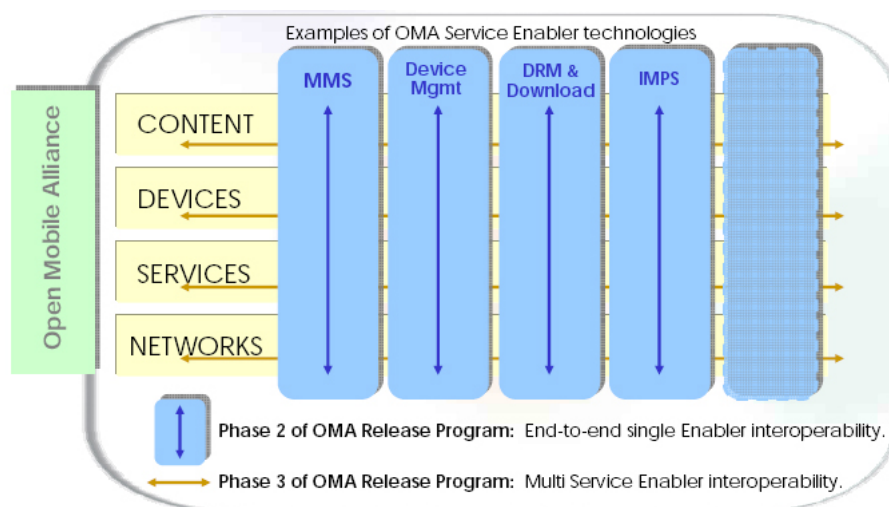 Examples of OMA Service Enabler technologies
MMS
Device
Mgmt
DRM &
Download
IMPS
Open Mobile Alliance
CONTENT
DEVICES
SERVICES
NETWORKS
Phase 2 of OMA Release Program: End-to-end single Enabler interoperability.
Phase 3 of OMA Release Program: Multi Service Enabler interoperability.